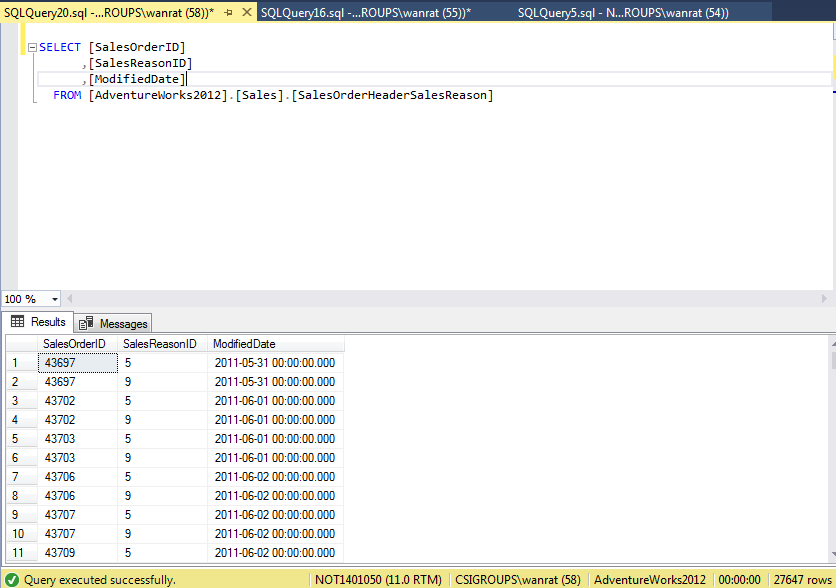 SQLQuery20.sql -...ROUPS\wanrat (58))* SQLQuery16.sql -...ROUPS\wanrat (55))* SQLQuery5.sql - N...ROUPS\wanrat (54))
SELECT [SalesOrderID]
,[SalesReasonID]
,[ModifiedDate]
FROM [AdventureWorks2012].[Sales].[SalesOrderHeaderSalesReason]
100 %
Results Messages
SalesOrderID SalesReasonID ModifiedDate
1 43697 5 2011-05-31 00:00:00.000
2 43697 9 2011-05-31 00:00:00.000
3 43702 5 2011-06-01 00:00:00.000
4 43702 9 2011-06-01 00:00:00.000
5 43703 5 2011-06-01 00:00:00.000
6 43703 9 2011-06-01 00:00:00.000
7 43706 5 2011-06-02 00:00:00.000
8 43706 9 2011-06-02 00:00:00.000
9 43707 5 2011-06-02 00:00:00.000
10 43707 9 2011-06-02 00:00:00.000
11 43709 5 2011-06-02 00:00:00.000
Query executed successfully. NOT1401050 (11.0 RTM) CSIGROUPS\wanrat (58) AdventureWorks2012 00:00:00 27647 rows